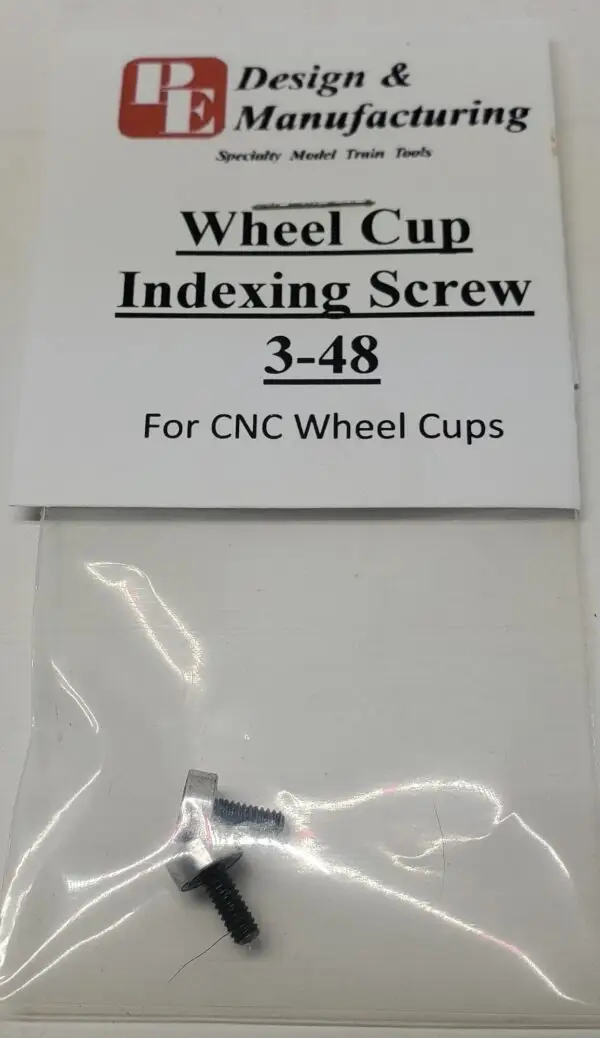 PE
Design &
Manufacturing
Specialty Model Train Tools
Wheel Cup
Indexing Screw
3-48
For CNC Wheel Cups